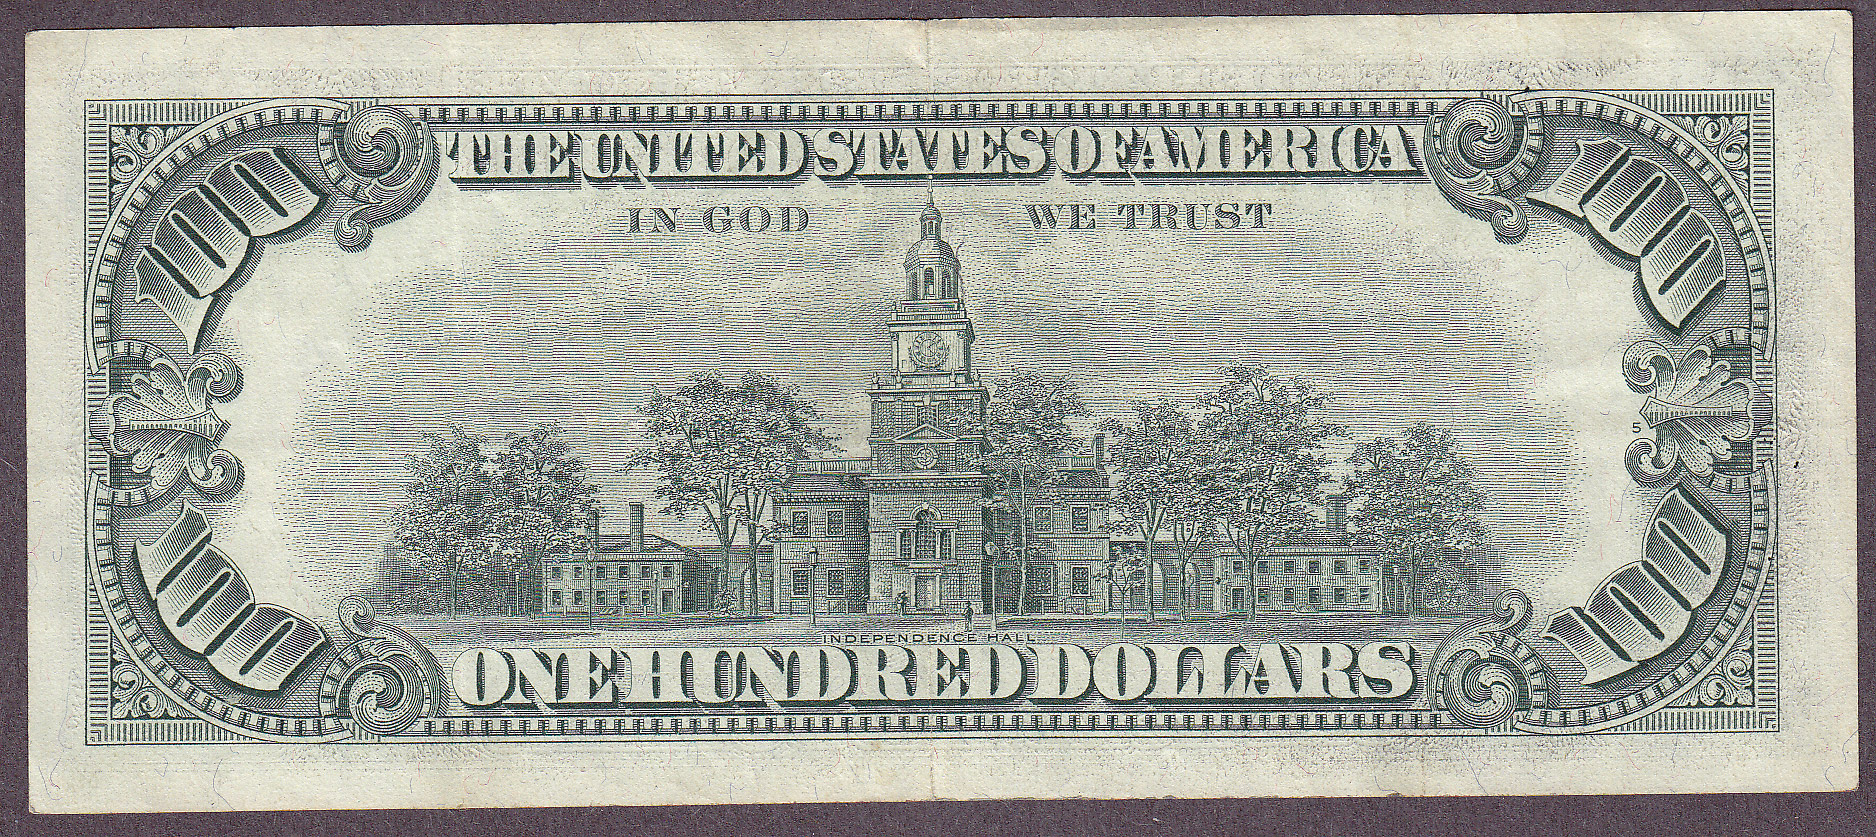 THE UNITED STATES OF AMERICA
100 100
IN GOD WE TRUST
5
INDEPENDENCE HALL
100 ONE HUNDRED DOLLARS 100